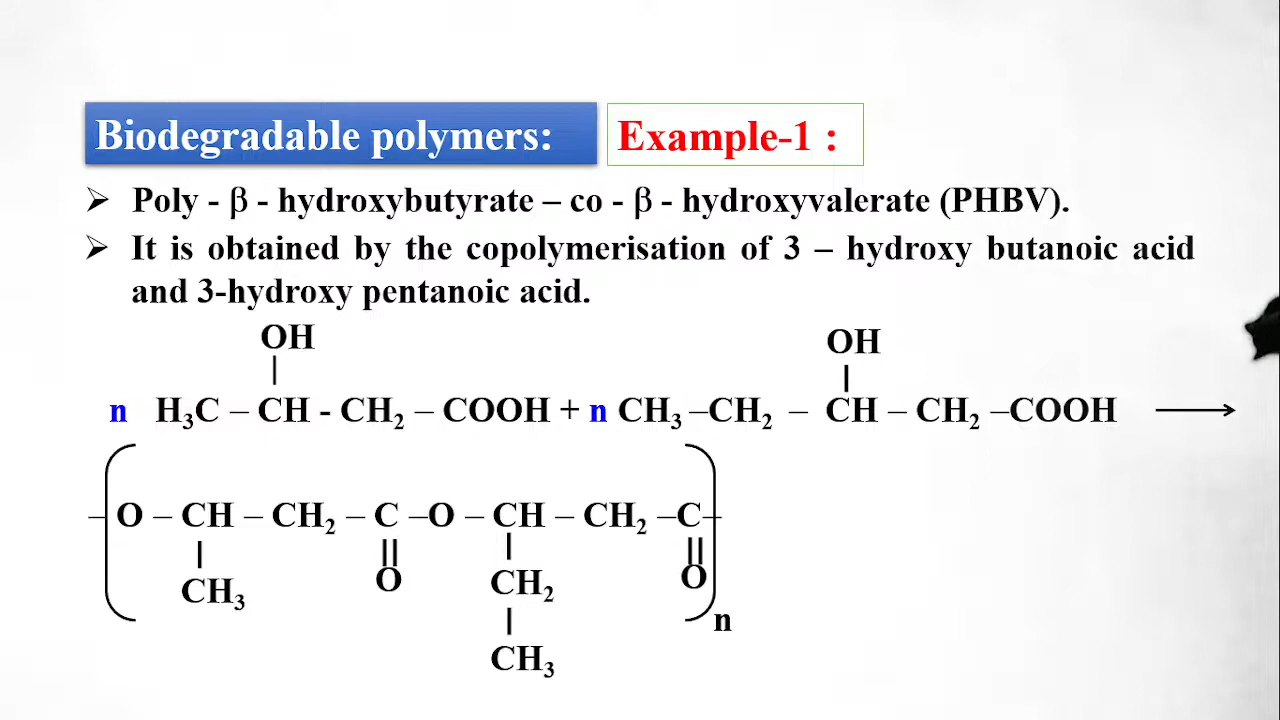 Biodegradable polymers: Example-1 :
➢ Poly - β - hydroxybutyrate – co - β - hydroxyvalerate (PHBV).
➢ It is obtained by the copolymerisation of 3 – hydroxy butanoic acid
and 3-hydroxy pentanoic acid.
OH OH
| |
n H₃C – CH - CH₂ – COOH + n CH₃ –CH₂ – CH – CH₂ –COOH ⟶
– O – CH – CH₂ – C –O – CH – CH₂ –C–
| || | ||
CH₃ O CH₂ O
n
|
CH₃